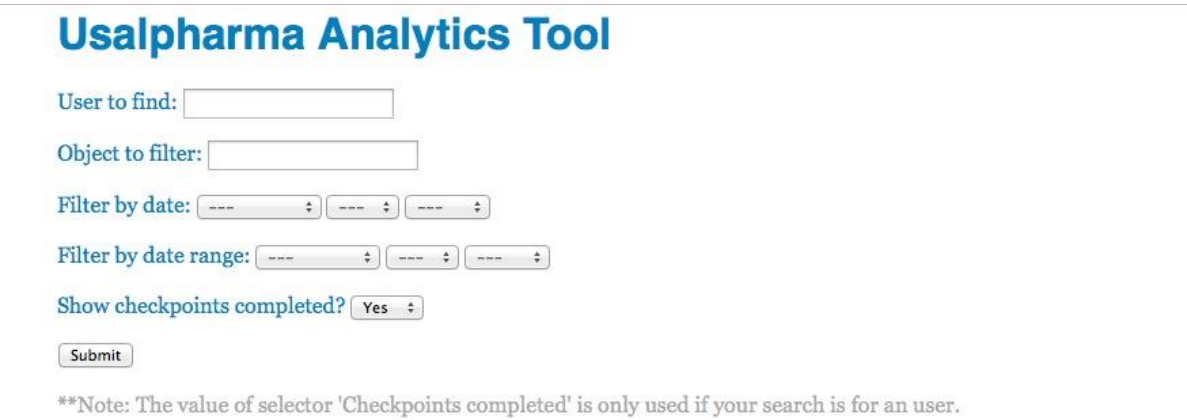 Usalpharma Analytics Tool
User to find:
Object to filter:
Filter by date: --- --- ---
Filter by date range: --- --- ---
Show checkpoints completed? Yes
Submit
**Note: The value of selector 'Checkpoints completed' is only used if your search is for an user.